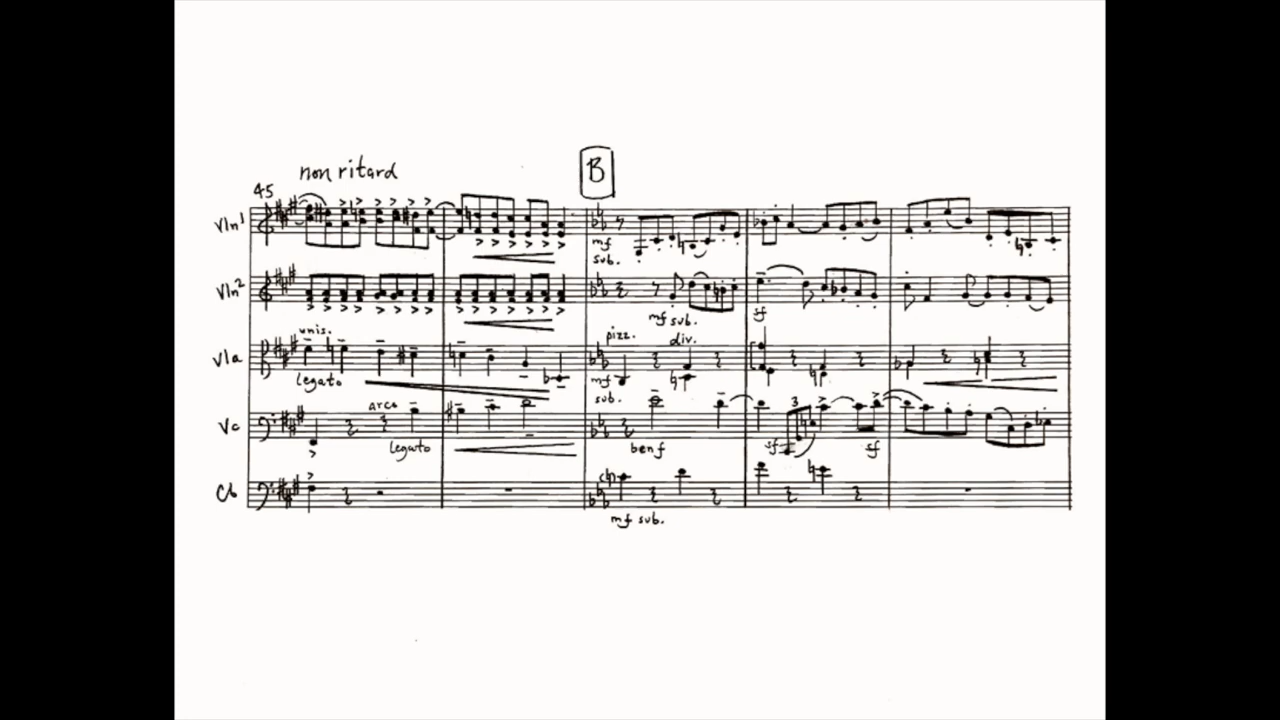 non ritard
B
45
Vln1
mf
sub.
Vln2
mf sub.
sf
unis.
pizz.
div.
Vla
legato
mf
sub.
arco
3
Vc
legato
ben f
sf
sf
Cb
mf sub.